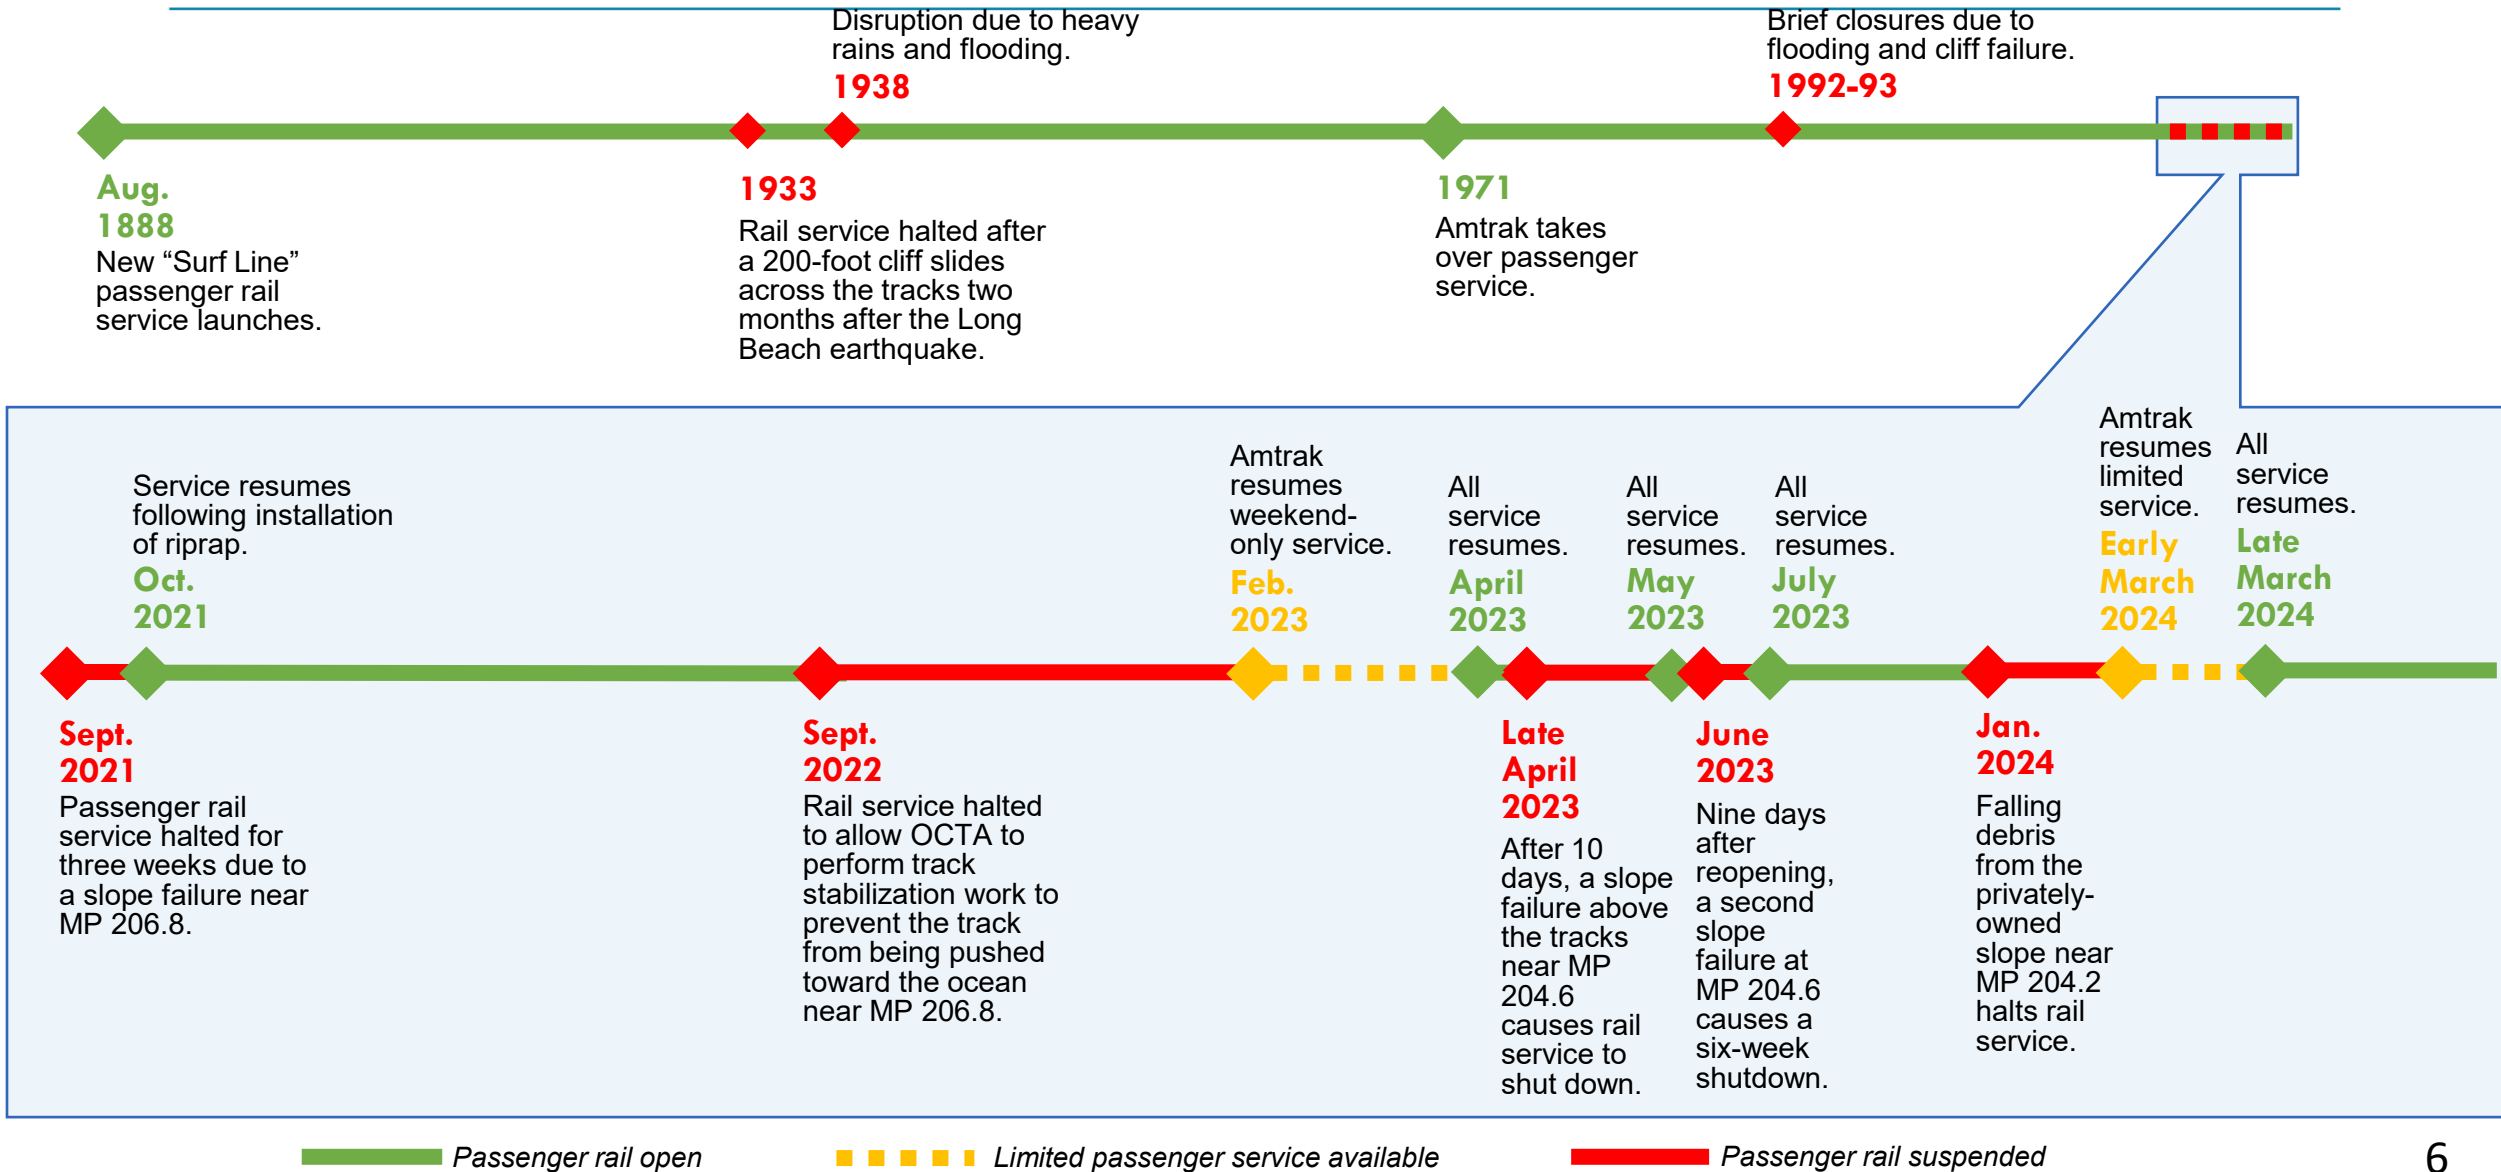 Disruption due to heavy
rains and flooding.
1938
Brief closures due to
flooding and cliff failure.
1992-93
Aug.
1888
New “Surf Line”
passenger rail
service launches.
1933
Rail service halted after
a 200-foot cliff slides
across the tracks two
months after the Long
Beach earthquake.
1971
Amtrak takes
over passenger
service.
Service resumes
following installation
of riprap.
Oct.
2021
Amtrak
resumes
weekend-
only service.
Feb.
2023
All
service
resumes.
April
2023
All
service
resumes.
May
2023
All
service
resumes.
July
2023
Amtrak
resumes
limited
service.
Early
March
2024
All
service
resumes.
Late
March
2024
Sept.
2021
Passenger rail
service halted for
three weeks due to
a slope failure near
MP 206.8.
Sept.
2022
Rail service halted
to allow OCTA to
perform track
stabilization work to
prevent the track
from being pushed
toward the ocean
near MP 206.8.
Late
April
2023
After 10
days, a slope
failure above
the tracks
near MP
204.6
causes rail
service to
shut down.
June
2023
Nine days
after
reopening,
a second
slope
failure at
MP 204.6
causes a
six-week
shutdown.
Jan.
2024
Falling
debris
from the
privately-
owned
slope near
MP 204.2
halts rail
service.
Passenger rail open
Limited passenger service available
Passenger rail suspended
6